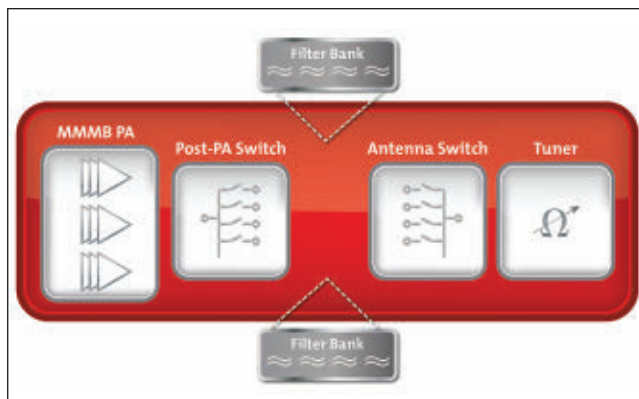 Filter Bank
MMMB PA
Post-PA Switch
Antenna Switch
Tuner
Ω
Filter Bank